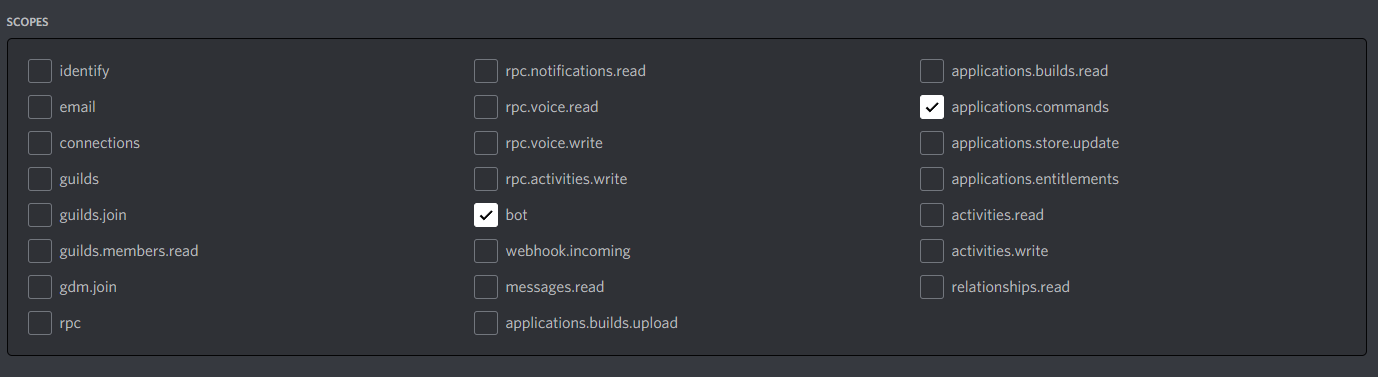 SCOPES
identify
email
connections
guilds
guilds.join
guilds.members.read
gdm.join
rpc
rpc.notifications.read
rpc.voice.read
rpc.voice.write
rpc.activities.write
bot
webhook.incoming
messages.read
applications.builds.upload
applications.builds.read
applications.commands
applications.store.update
applications.entitlements
activities.read
activities.write
relationships.read